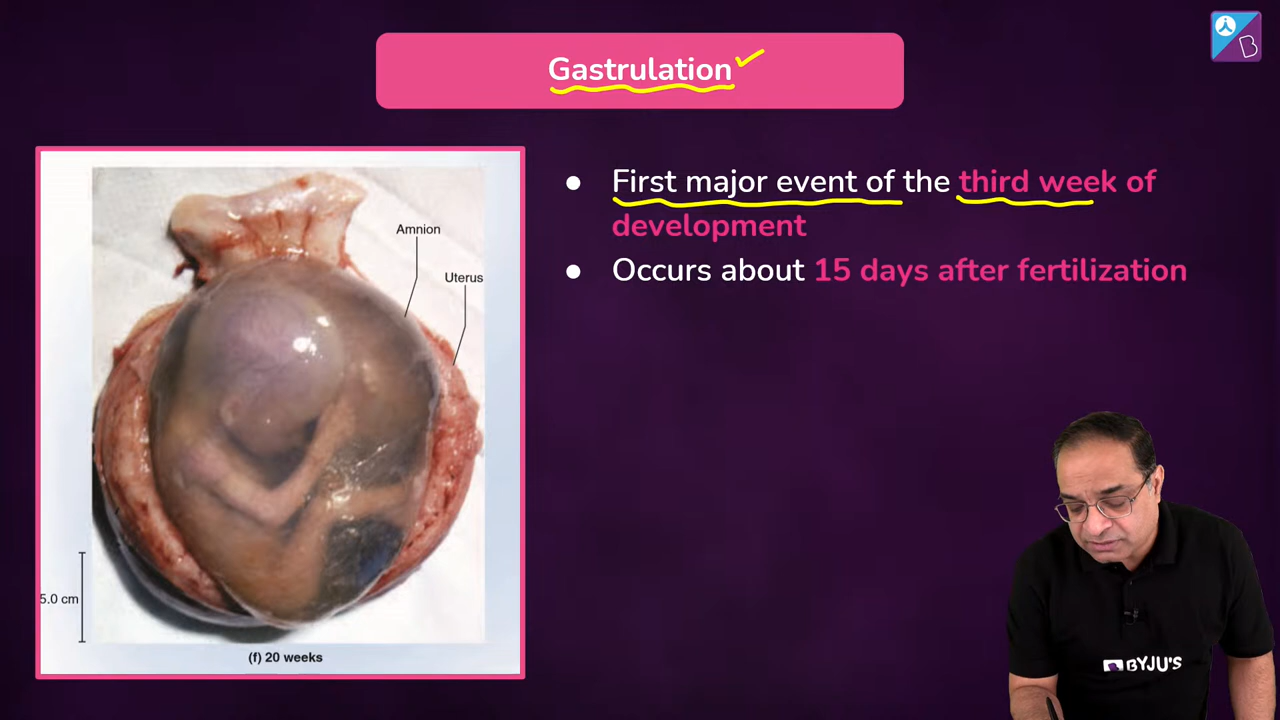 Gastrulation
● First major event of the third week of
development
● Occurs about 15 days after fertilization
Amnion
Uterus
5.0 cm
(f) 20 weeks
BYJU'S